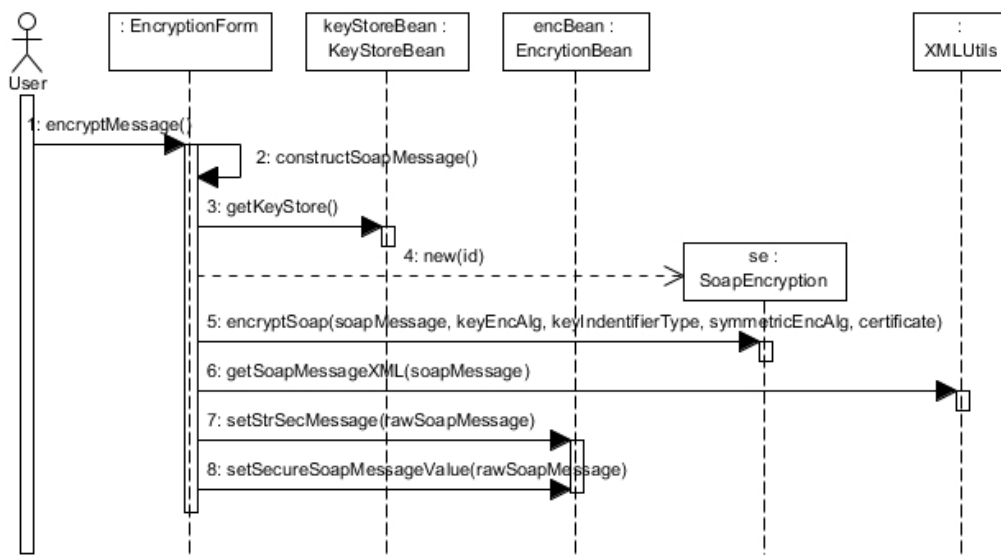 : EncryptionForm
keyStoreBean :
KeyStoreBean
encBean :
EncrytionBean
:
XMLUtils
User
1: encryptMessage()
2: constructSoapMessage()
3: getKeyStore()
4: new(id)
se :
SoapEncryption
5: encryptSoap(soapMessage, keyEncAlg, keyIndentifierType, symmetricEncAlg, certificate)
6: getSoapMessageXML(soapMessage)
7: setStrSecMessage(rawSoapMessage)
8: setSecureSoapMessageValue(rawSoapMessage)